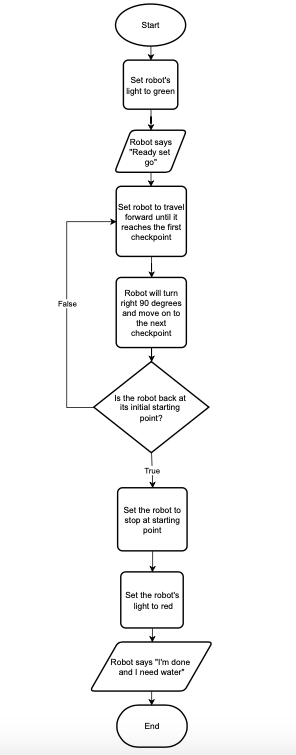 Start
Set robot's
light to green
Robot says
"Ready set
go"
Set robot to travel
forward until it
reaches the first
checkpoint
Robot will turn
right 90 degrees
and move on to
the next
checkpoint
False
Is the robot back at
its initial starting
point?
True
Set the robot to
stop at starting
point
Set the robot's
light to red
Robot says "I'm done
and I need water"
End